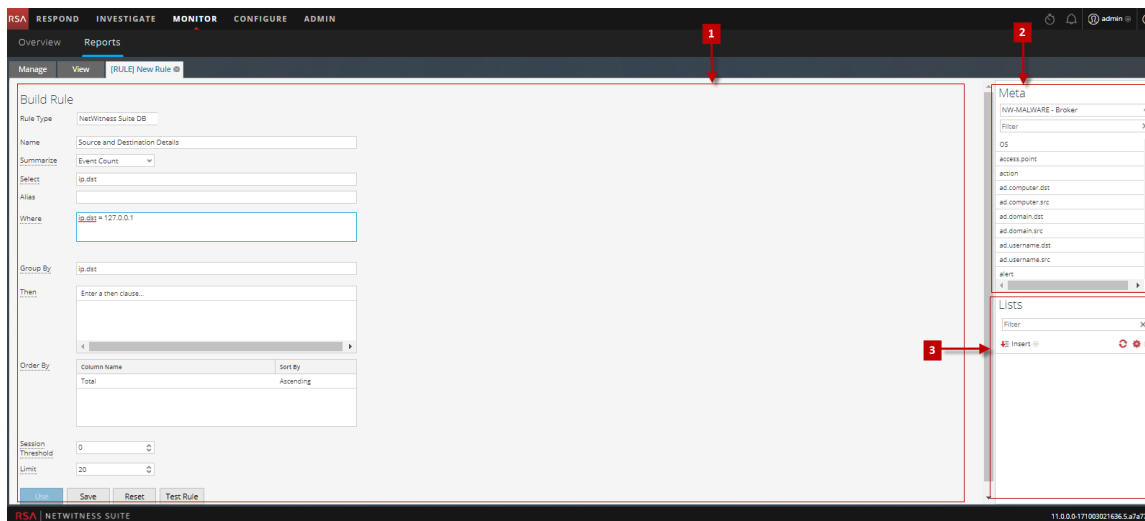 RSA RESPOND INVESTIGATE MONITOR CONFIGURE ADMIN admin
Overview Reports
1
2
Manage View [RULE] New Rule
Build Rule
Rule Type NetWitness Suite DB
Name Source and Destination Details
Summarize Event Count
Select ip.dst
Alias
Where ip.dst = 127.0.0.1
Group By ip.dst
Then Enter a then clause...
Order By Column Name Sort By
Total Ascending
Session
Threshold 0
Limit 20
Use Save Reset Test Rule
Meta
NW-MALWARE - Broker
Filter
OS
access.point
action
ad.computer.dst
ad.computer.src
ad.domain.dst
ad.domain.src
ad.username.dst
ad.username.src
alert
3
Lists
Filter
Insert
RSA NETWITNESS SUITE